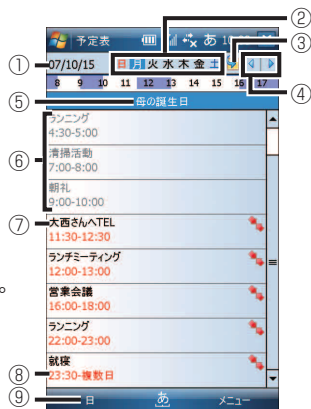 ②
③
予定表 あ 10
①
07/10/15 日 月 火 水 木 金 土
④
8 9 10 11 12 13 14 15 16 17
⑤
母の誕生日
⑥
ランニング
4:30-5:00
清掃活動
7:00-8:00
朝礼
9:00-10:00
⑦
大西さんへTEL
11:30-12:30
。
ランチミーティング
12:00-13:00
営業会議
16:00-18:00
ランニング
22:00-23:00
就寝
⑧
23:30-複数日
⑨
日 あ メニュー